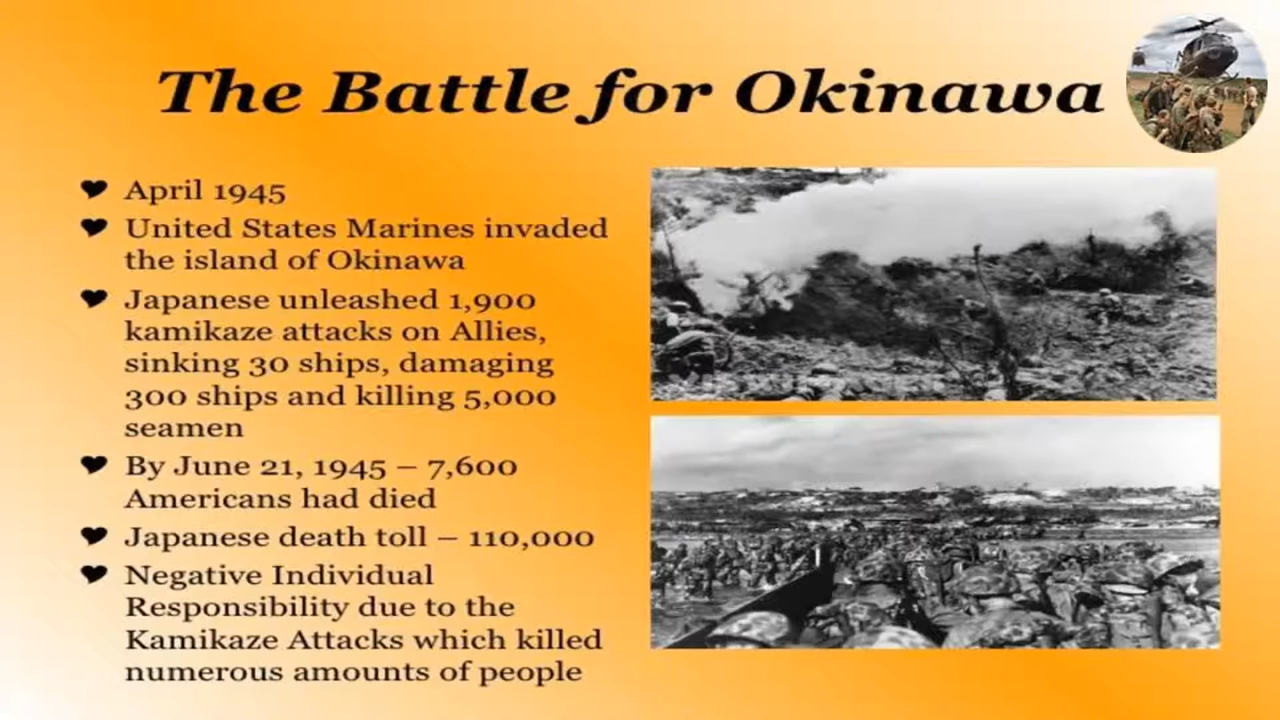 The Battle for Okinawa
April 1945
United States Marines invaded
the island of Okinawa
Japanese unleashed 1,900
kamikaze attacks on Allies,
sinking 30 ships, damaging
300 ships and killing 5,000
seamen
By June 21, 1945 – 7,600
Americans had died
Japanese death toll – 110,000
Negative Individual
Responsibility due to the
Kamikaze Attacks which killed
numerous amounts of people